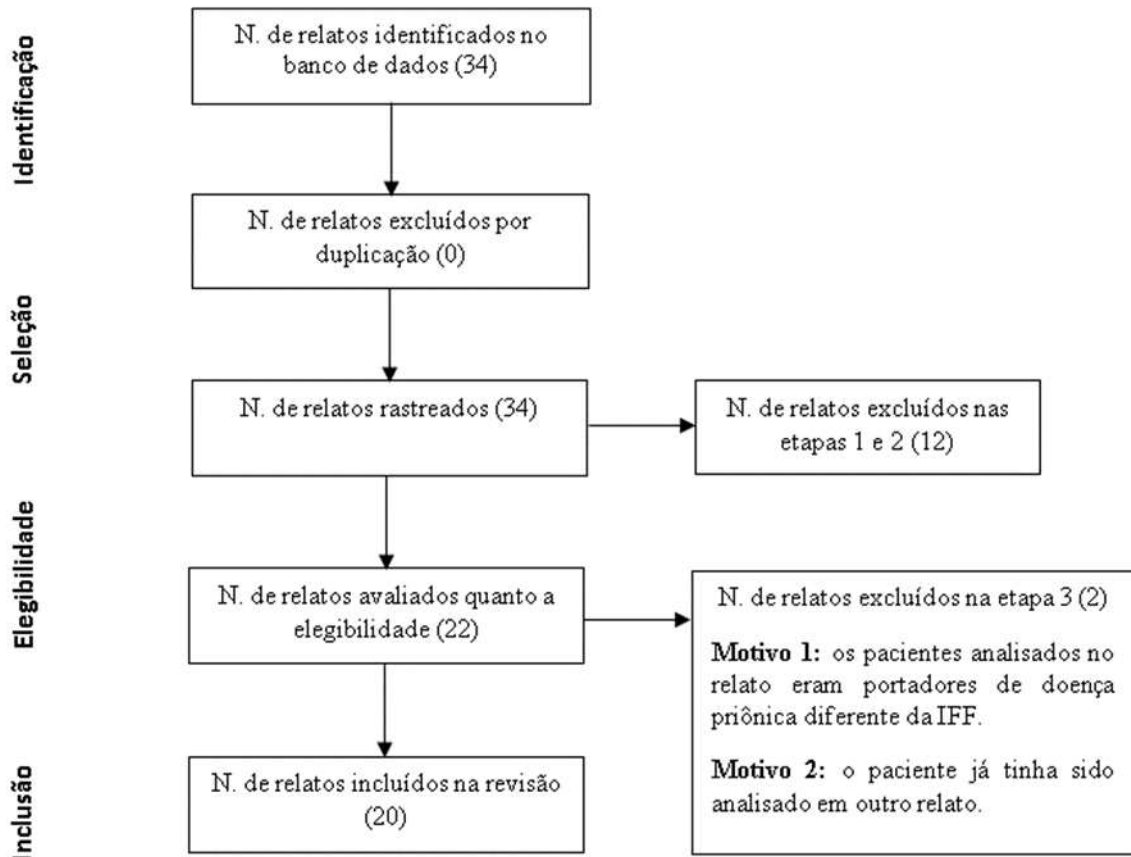 Identificação
N. de relatos identificados no
banco de dados (34)
N. de relatos excluídos por
duplicação (0)
Seleção
N. de relatos rastreados (34)
N. de relatos excluídos nas
etapas 1 e 2 (12)
Elegibilidade
N. de relatos avaliados quanto a
elegibilidade (22)
N. de relatos excluídos na etapa 3 (2)
Motivo 1: os pacientes analisados no
relato eram portadores de doença
priônica diferente da IFF.
Motivo 2: o paciente já tinha sido
analisado em outro relato.
Inclusão
N. de relatos incluídos na revisão
(20)